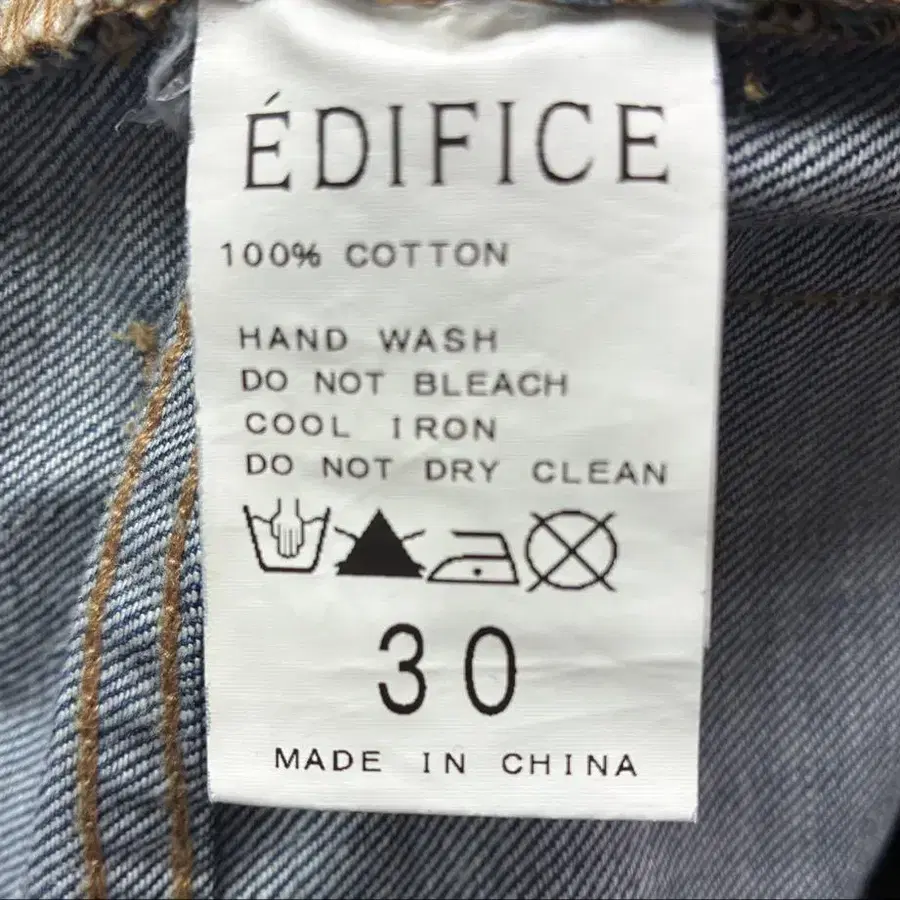 ÉDIFICE
100% COTTON
HAND WASH
DO NOT BLEACH
COOL IRON
DO NOT DRY CLEAN
30
MADE IN CHINA